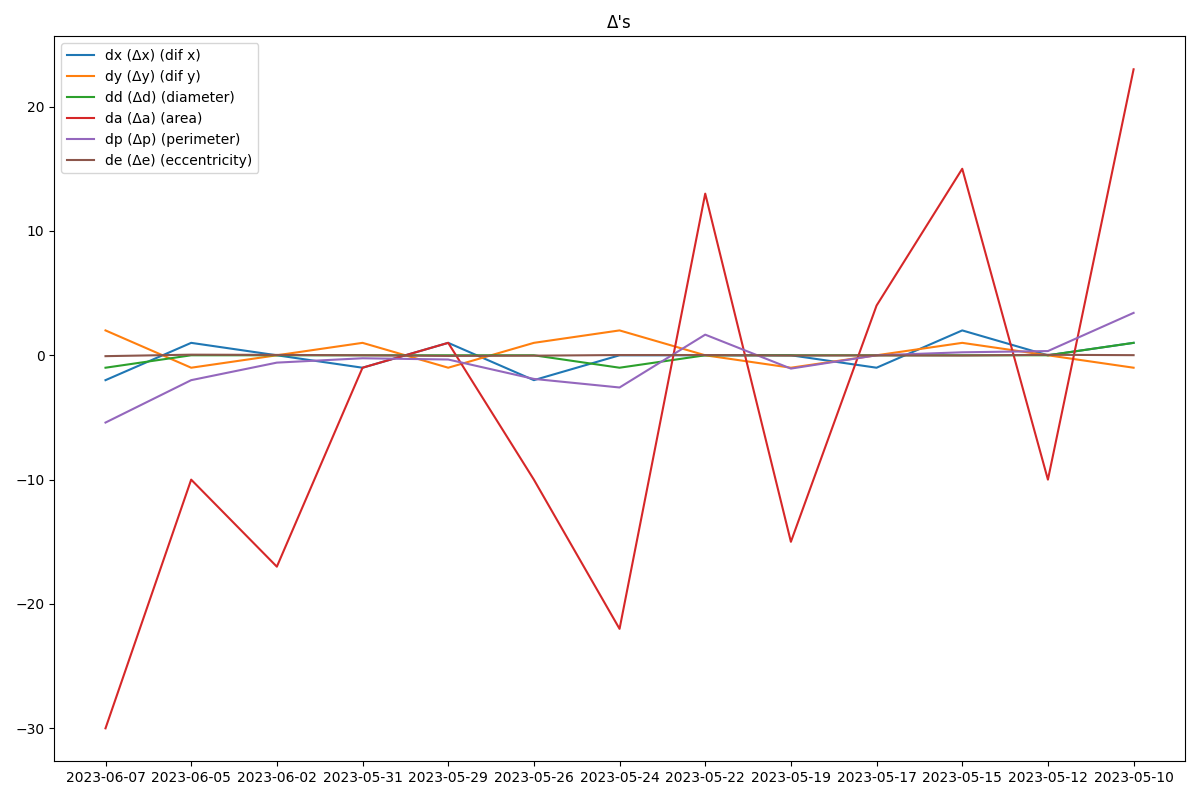 Δ's
dx (Δx) (dif x)
dy (Δy) (dif y)
dd (Δd) (diameter)
da (Δa) (area)
dp (Δp) (perimeter)
de (Δe) (eccentricity)
20
10
0
−10
−20
−30
2023-06-07 2023-06-05 2023-06-02 2023-05-31 2023-05-29 2023-05-26 2023-05-24 2023-05-22 2023-05-19 2023-05-17 2023-05-15 2023-05-12 2023-05-10